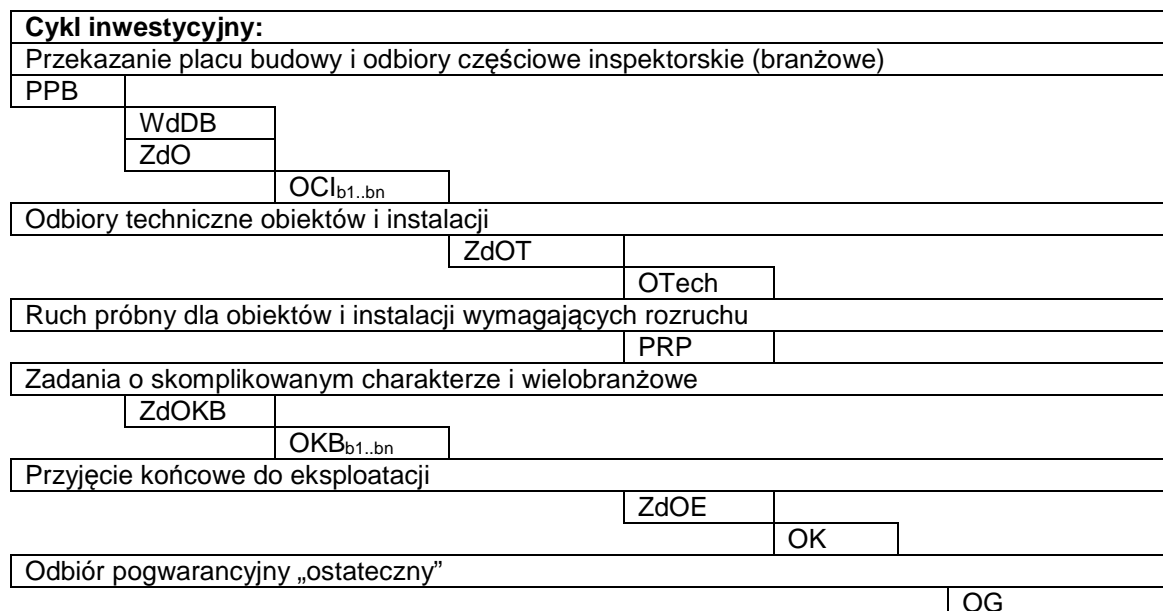 Cykl inwestycyjny:
Przekazanie placu budowy i odbiory częściowe inspektorskie (branżowe)
PPB
WdDB
ZdO
OCIb1..bn
Odbiory techniczne obiektów i instalacji
ZdOT
OTech
Ruch próbny dla obiektów i instalacji wymagających rozruchu
PRP
Zadania o skomplikowanym charakterze i wielobranżowe
ZdOKB
OKBb1..bn
Przyjęcie końcowe do eksploatacji
ZdOE
OK
Odbiór pogwarancyjny „ostateczny”
OG